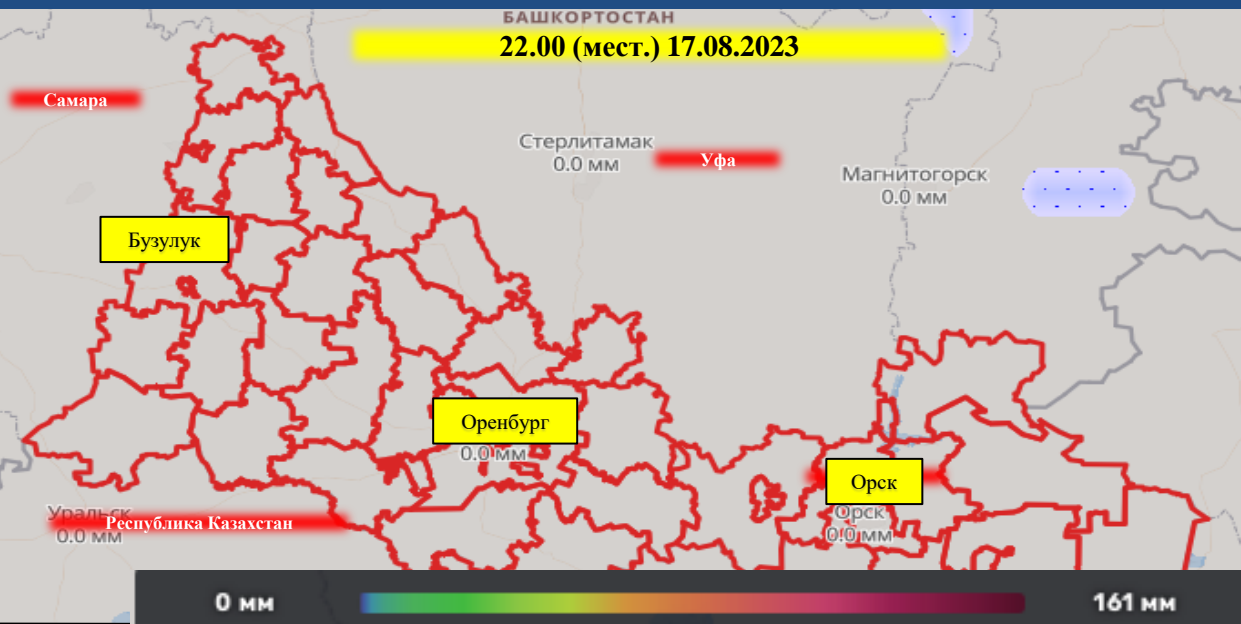 БАШКОРТОСТАН
22.00 (мест.) 17.08.2023
Самара
Стерлитамак
0.0 мм
Уфа
Магнитогорск
0.0 мм
Бузулук
Оренбург
0.0 мм
Орск
Орск
0.0 мм
Уральск
Республика Казахстан
0.0 мм
0 мм
161 мм